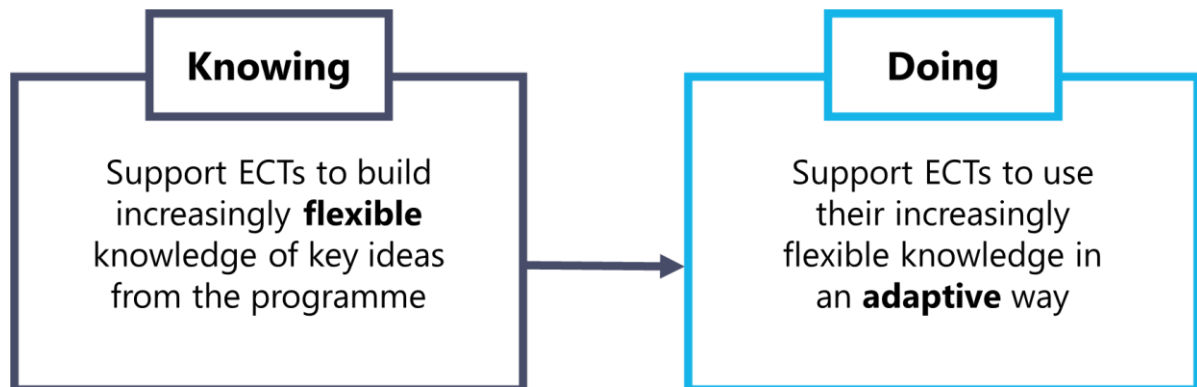 Knowing
Support ECTs to build
increasingly flexible
knowledge of key ideas
from the programme
Doing
Support ECTs to use
their increasingly
flexible knowledge in
an adaptive way